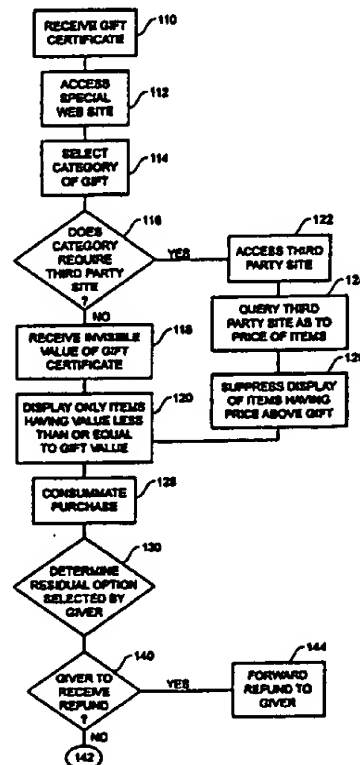 RECEIVE GIFT
CERTIFICATE
110
ACCESS
SPECIAL
WEB SITE
112
SELECT
CATEGORY
OF GIFT
114
DOES
CATEGORY
REQUIRE
THIRD PARTY
SITE
?
116
YES
NO
ACCESS THIRD
PARTY SITE
122
QUERY THIRD
PARTY SITE AS TO
PRICE OF ITEMS
SUPPRESS DISPLAY
OF ITEMS HAVING
PRICE ABOVE GIFT
RECEIVE INVISIBLE
VALUE OF GIFT
CERTIFICATE
118
DISPLAY ONLY ITEMS
HAVING VALUE LESS
THAN OR EQUAL
TO GIFT VALUE
120
CONSUMMATE
PURCHASE
128
DETERMINE
RESIDUAL OPTION
SELECTED BY
GIVER
130
GIVER TO
RECEIVE
REFUND
?
140
YES
NO
FORWARD
REFUND TO
GIVER
144
142